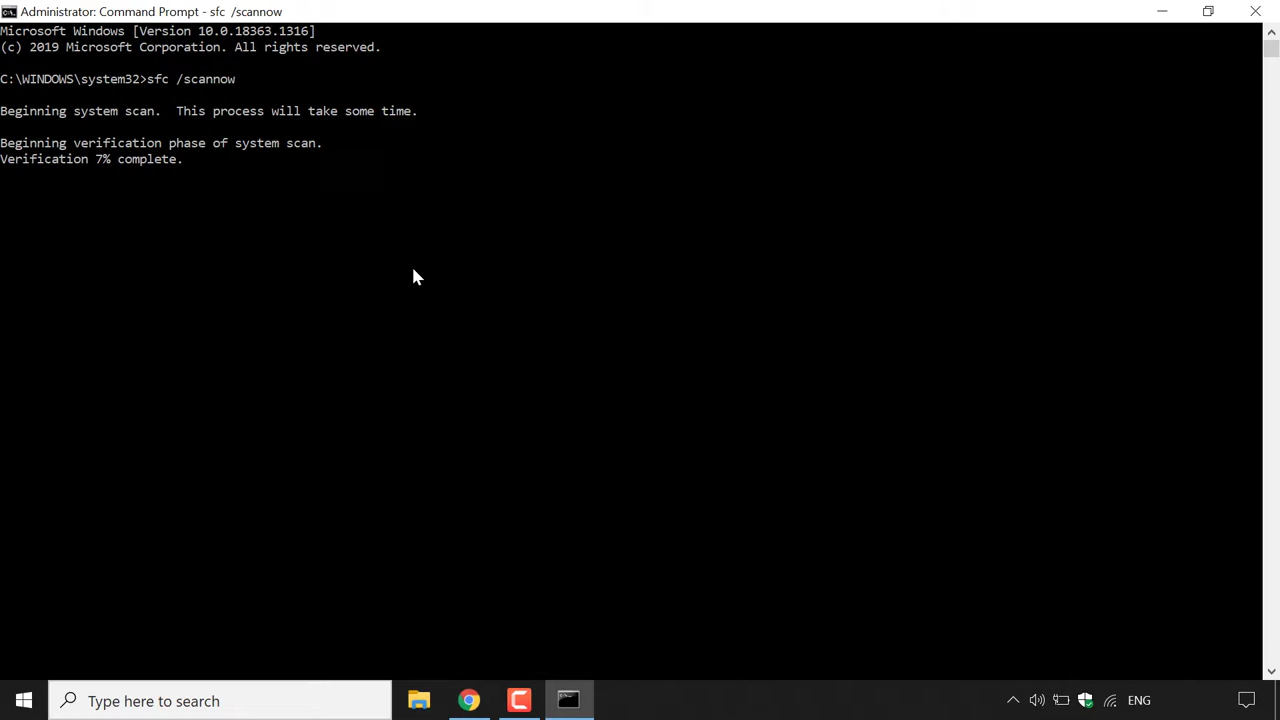 Administrator: Command Prompt - sfc  /scannow
Microsoft Windows [Version 10.0.18363.1316]
(c) 2019 Microsoft Corporation. All rights reserved.
C:\WINDOWS\system32>sfc /scannow
Beginning system scan.  This process will take some time.
Beginning verification phase of system scan.
Verification 7% complete.
Type here to search
ENG